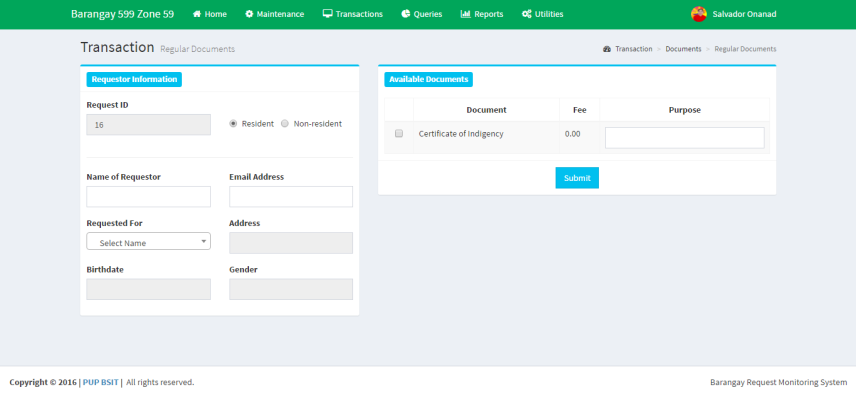 Barangay 599 Zone 59 Home Maintenance Transactions Queries Reports Utilities Salvador Onanad
Transaction Regular Documents
Transaction > Documents > Regular Documents
Requestor Information
Request ID
16 Resident Non-resident
Name of Requestor Email Address
Requested For Address
Select Name
Birthdate Gender
Available Documents
Document Fee Purpose
Certificate of Indigency 0.00
Submit
Copyright © 2016 | PUP BSIT | All rights reserved. Barangay Request Monitoring System